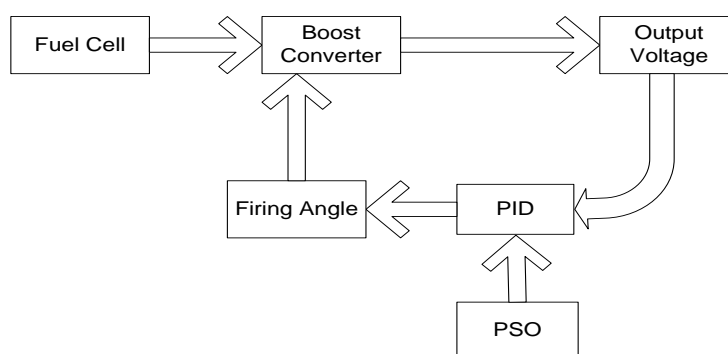 Fuel Cell
Boost
Converter
Output
Voltage
Firing Angle
PID
PSO